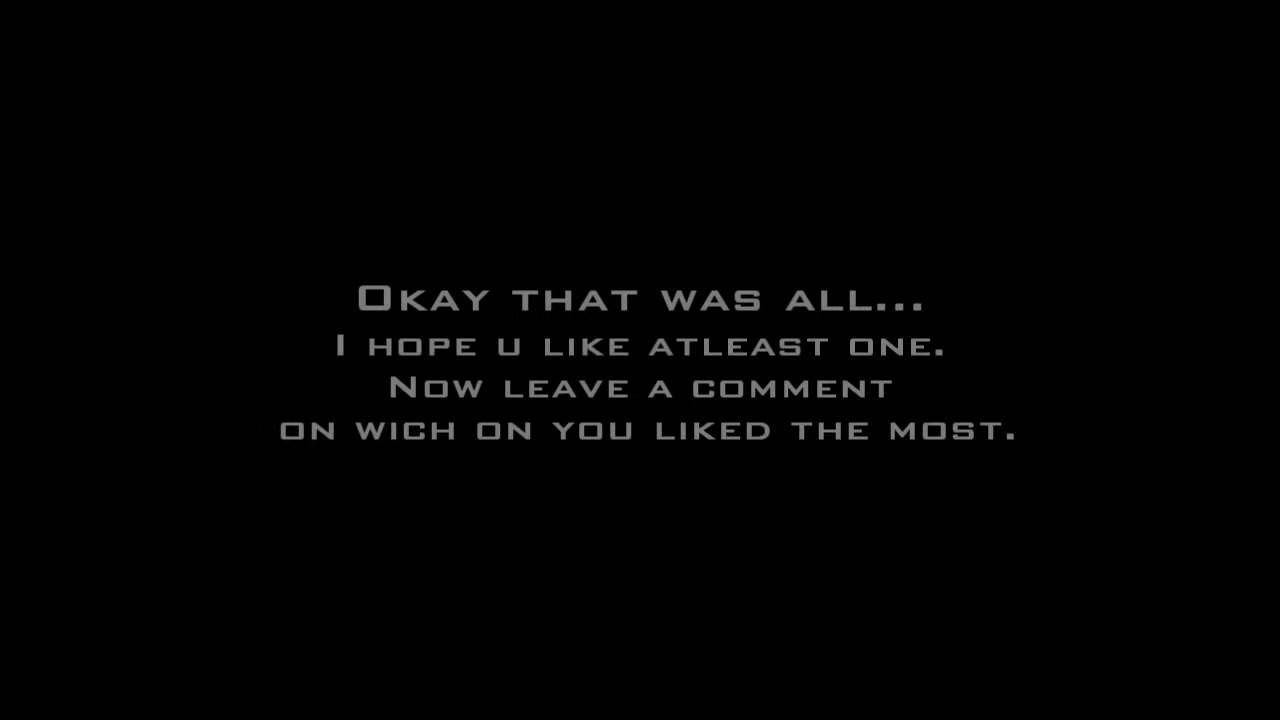 Okay that was all...
I hope u like atleast one.
Now leave a comment
on wich on you liked the most.